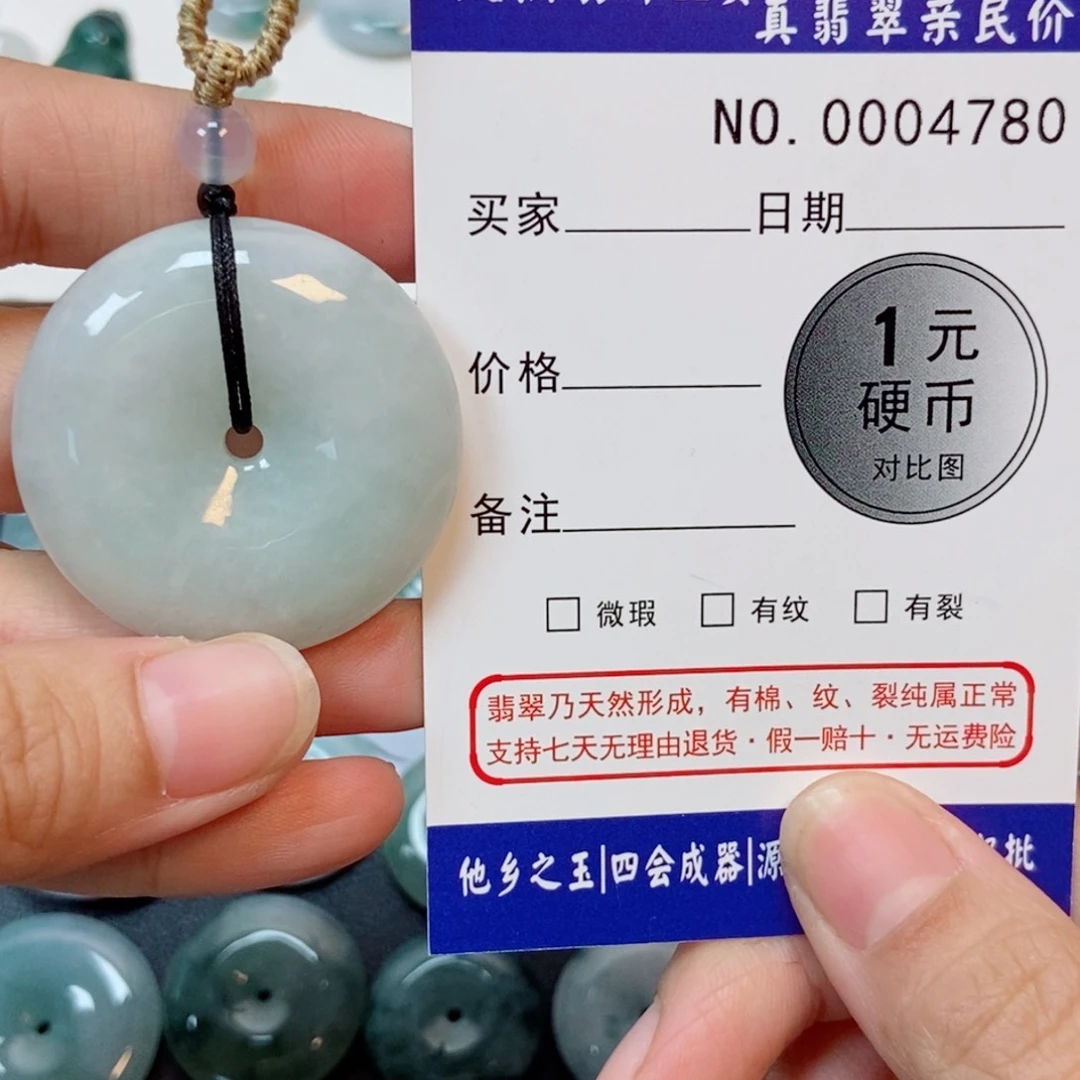 真翡翠亲民价
NO. 0004780
买家 日期
1元
硬币
对比图
价格
备注
□ 微瑕 □ 有纹 □ 有裂
翡翠乃天然形成，有棉、纹、裂纯属正常
支持七天无理由退货·假一赔十·无运费险
他乡之玉|四会成器|源 批